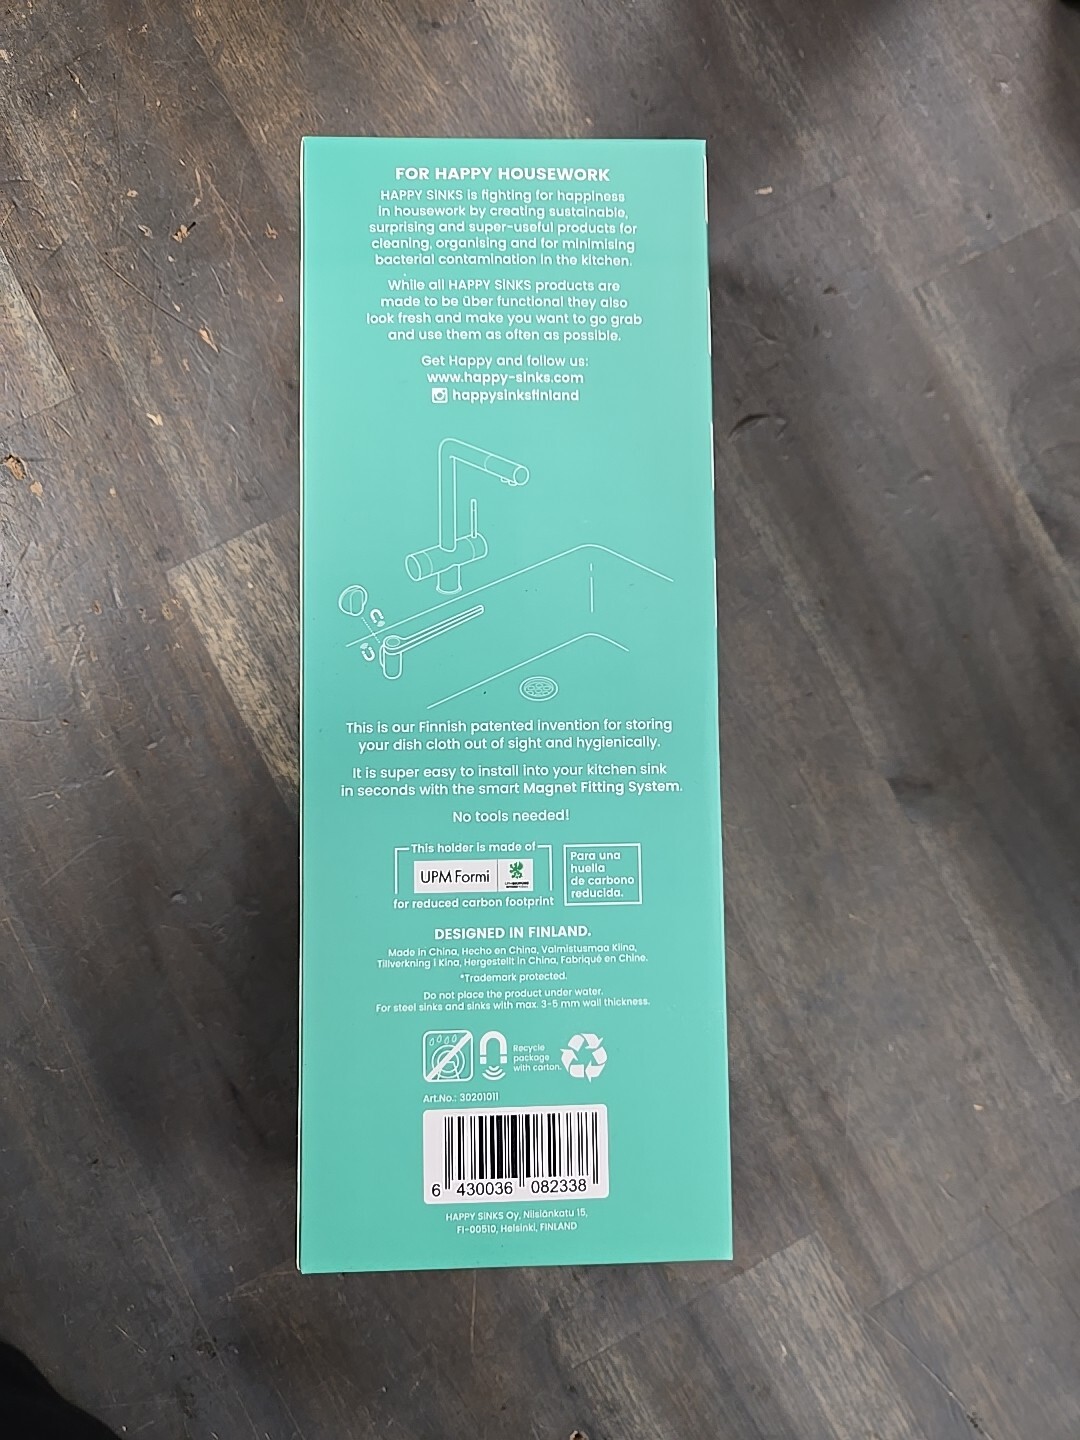 FOR HAPPY HOUSEWORK
HAPPY SiNKS is fighting for happiness
in housework by creating sustainable,
surprising and super-useful products for
cleaning, organising and for minimising
bacterial contamination in the kitchen.
While all HAPPY SiNKS products are
made to be über functional they also
look fresh and make you want to go grab
and use them as often as possible.
Get Happy and follow us:
www.happy-sinks.com
happysinksfinland
This is our Finnish patented invention for storing
your dish cloth out of sight and hygienically.
It is super easy to install into your kitchen sink
in seconds with the smart Magnet Fitting System.
No tools needed!
This holder is made of
UPM Formi
for reduced carbon footprint
Para una
huella
de carbono
reducida.
DESIGNED IN FINLAND.
Made in China, Hecho en China, Valmistusmaa Kiina,
Tillverkning i Kina, Hergestellt in China, Fabriqué en Chine.
*Trademark protected.
Do not place the product under water.
For steel sinks and sinks with max. 3-5 mm wall thickness.
Recycle
package
with carton.
Art.No.: 30201011
6 430036 082338
HAPPY SiNKS Oy, Nilsiänkatu 15,
FI-00510, Helsinki, FINLAND